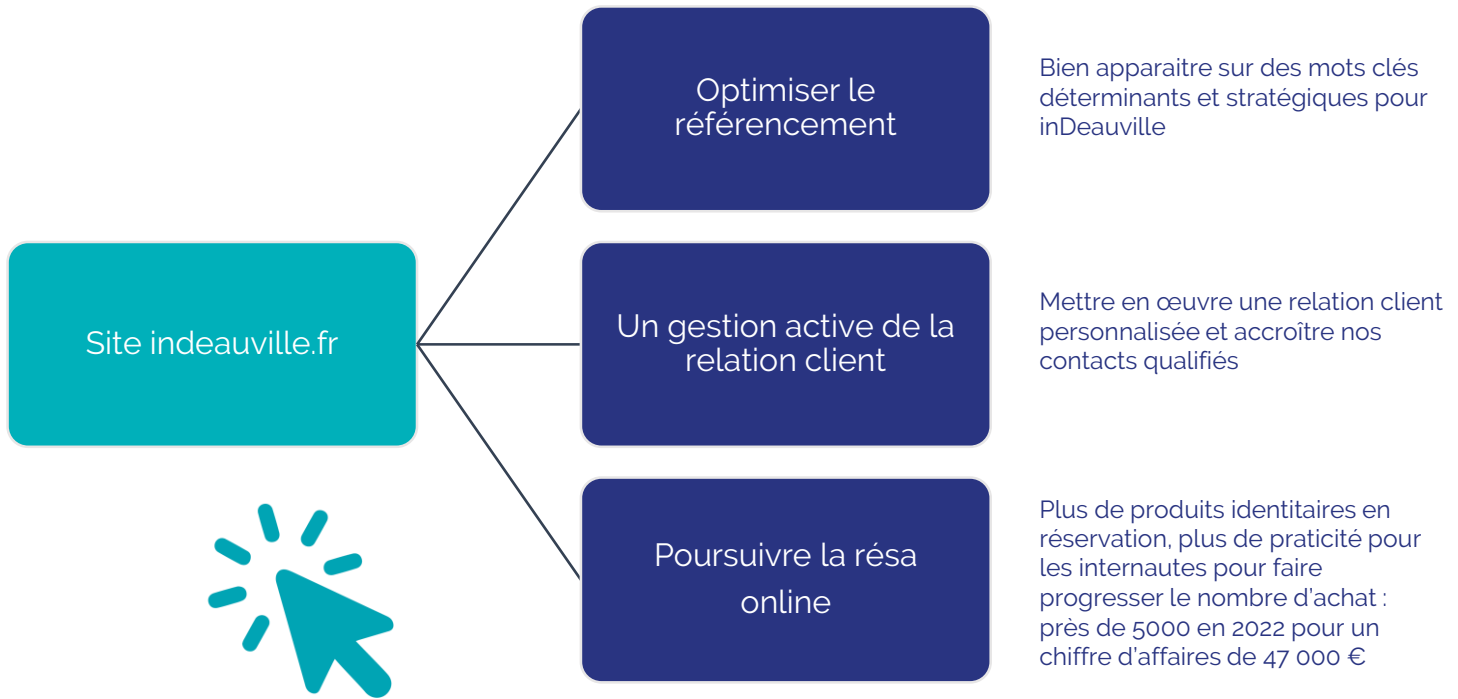 Site indeauville.fr
Optimiser le
référencement
Bien apparaitre sur des mots clés
déterminants et stratégiques pour
inDeauville
Un gestion active de la
relation client
Mettre en œuvre une relation client
personnalisée et accroître nos
contacts qualifiés
Poursuivre la résa
online
Plus de produits identitaires en
réservation, plus de praticité pour
les internautes pour faire
progresser le nombre d'achat :
près de 5000 en 2022 pour un
chiffre d'affaires de 47 000 €